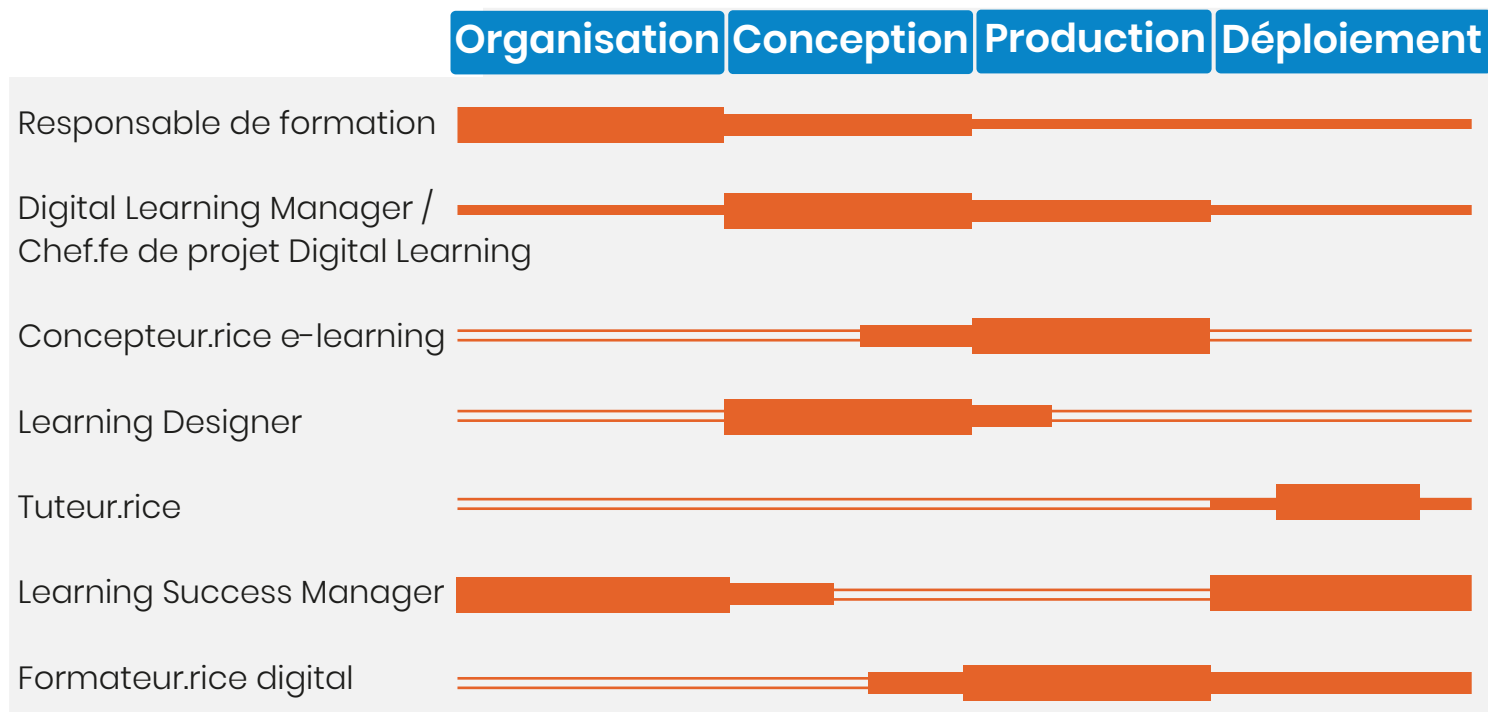 Organisation Conception Production Déploiement
Responsable de formation
Digital Learning Manager /
Chef.fe de projet Digital Learning
Concepteur.rice e-learning
Learning Designer
Tuteur.rice
Learning Success Manager
Formateur.rice digital